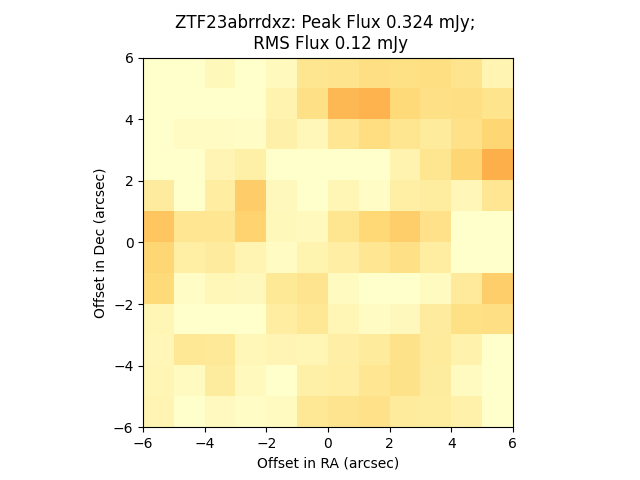 ZTF23abrrdxz: Peak Flux 0.324 mJy;
RMS Flux 0.12 mJy
6
4
2
0
−2
−4
−6
Offset in Dec (arcsec)
−6 −4 −2 0 2 4 6
Offset in RA (arcsec)